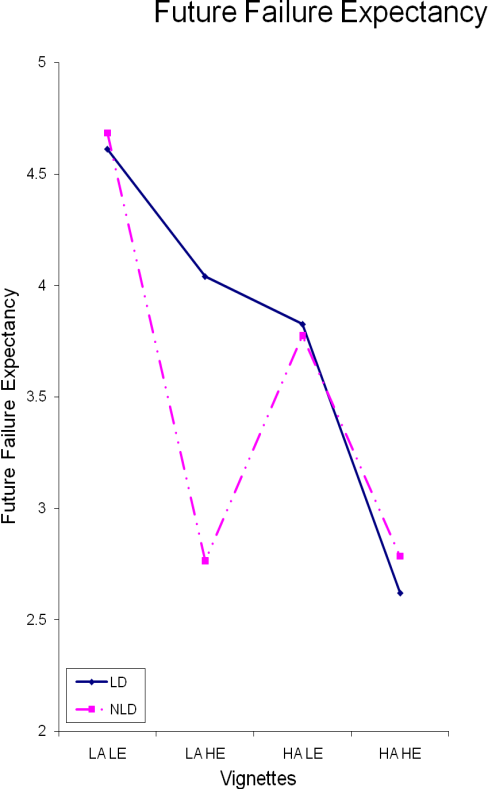 Future Failure Expectancy
5
4.5
4
3.5
3
2.5
2
Future Failure Expectancy
LD
NLD
LA LE
LA HE
HA LE
HA HE
Vignettes